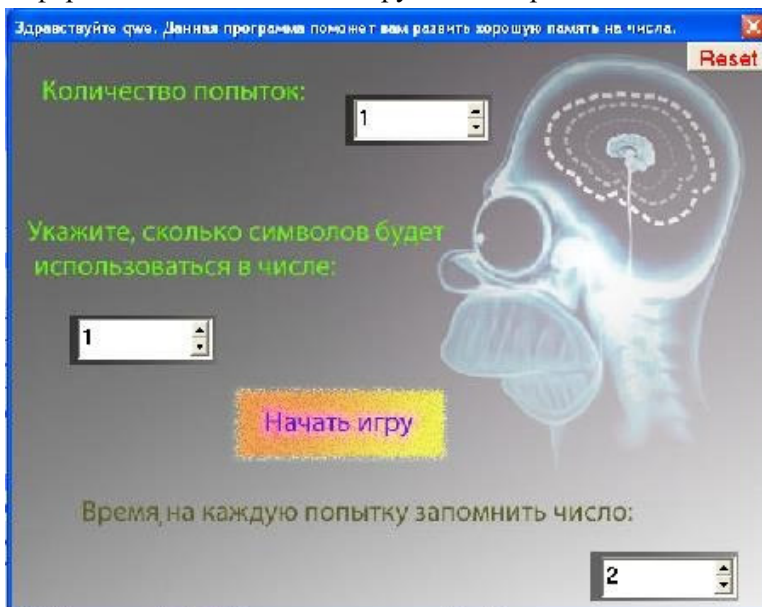 Здравствуйте qwe. Данная программа поможет вам развить хорошую память на числа.
Reset
Количество попыток:
1
Укажите, сколько символов будет
использоваться в числе:
1
Начать игру
Время на каждую попытку запомнить число:
2